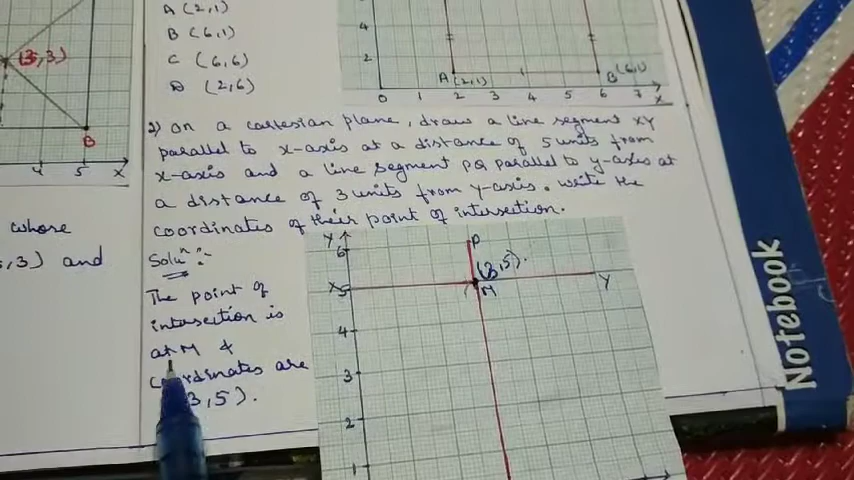 A (2,1)
B (6,1)
C (6,6)
D (2,6)
(3,3)
B
4 5 X
whose
,3) and
4
2
A (2,1)
B (6,1)
0 1 2 3 4 5 6 7 X
2) On a cartesian plane, draw a line segment XY
parallel to x-axis at a distance of 5 units from
x-axis and a line segment PQ parallel to y-axis at
a distance of 3 units from y-axis. Write the
coordinates of their point of intersection.
Solun :-
The point of
intersection is
at M &
coordinates are
3,5).
Y
6
P
(3,5).
X 5
M
Y
4
3
2
1
NoteBook